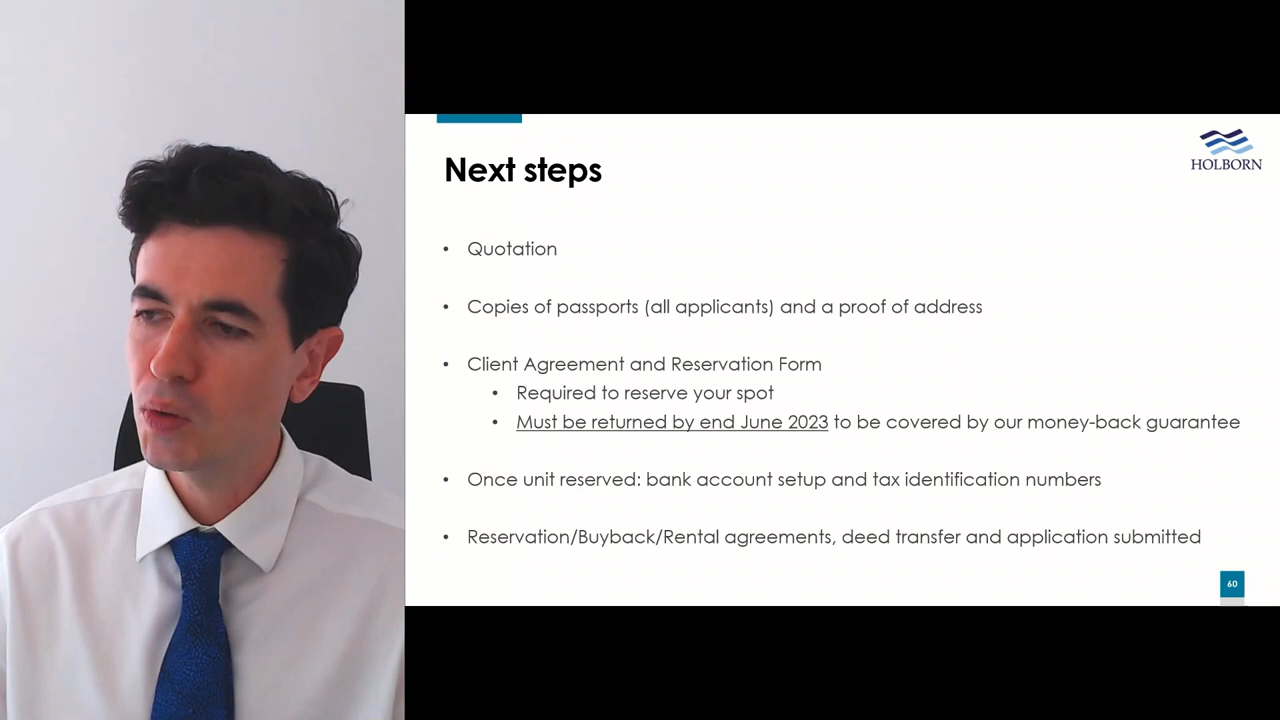 HOLBORN
Next steps
• Quotation
• Copies of passports (all applicants) and a proof of address
• Client Agreement and Reservation Form
• Required to reserve your spot
• Must be returned by end June 2023 to be covered by our money-back guarantee
• Once unit reserved: bank account setup and tax identification numbers
• Reservation/Buyback/Rental agreements, deed transfer and application submitted
60